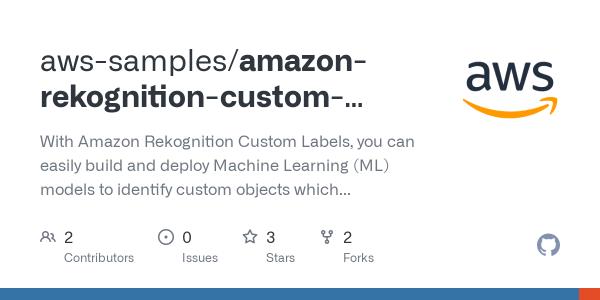 aws-samples/amazon-
rekognition-custom-...
aws
With Amazon Rekognition Custom Labels, you can
easily build and deploy Machine Learning (ML)
models to identify custom objects which...
2
Contributors
0
Issues
3
Stars
2
Forks